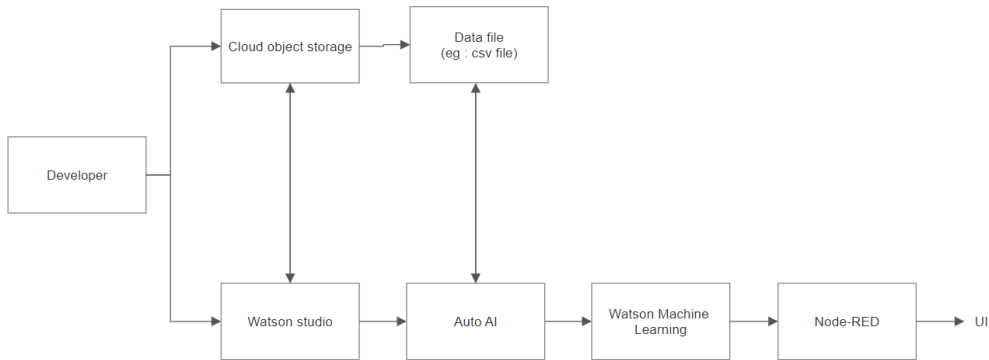 Cloud object storage
Data file
(eg : csv file)
Developer
Watson studio
Auto AI
Watson Machine
Learning
Node-RED
UI